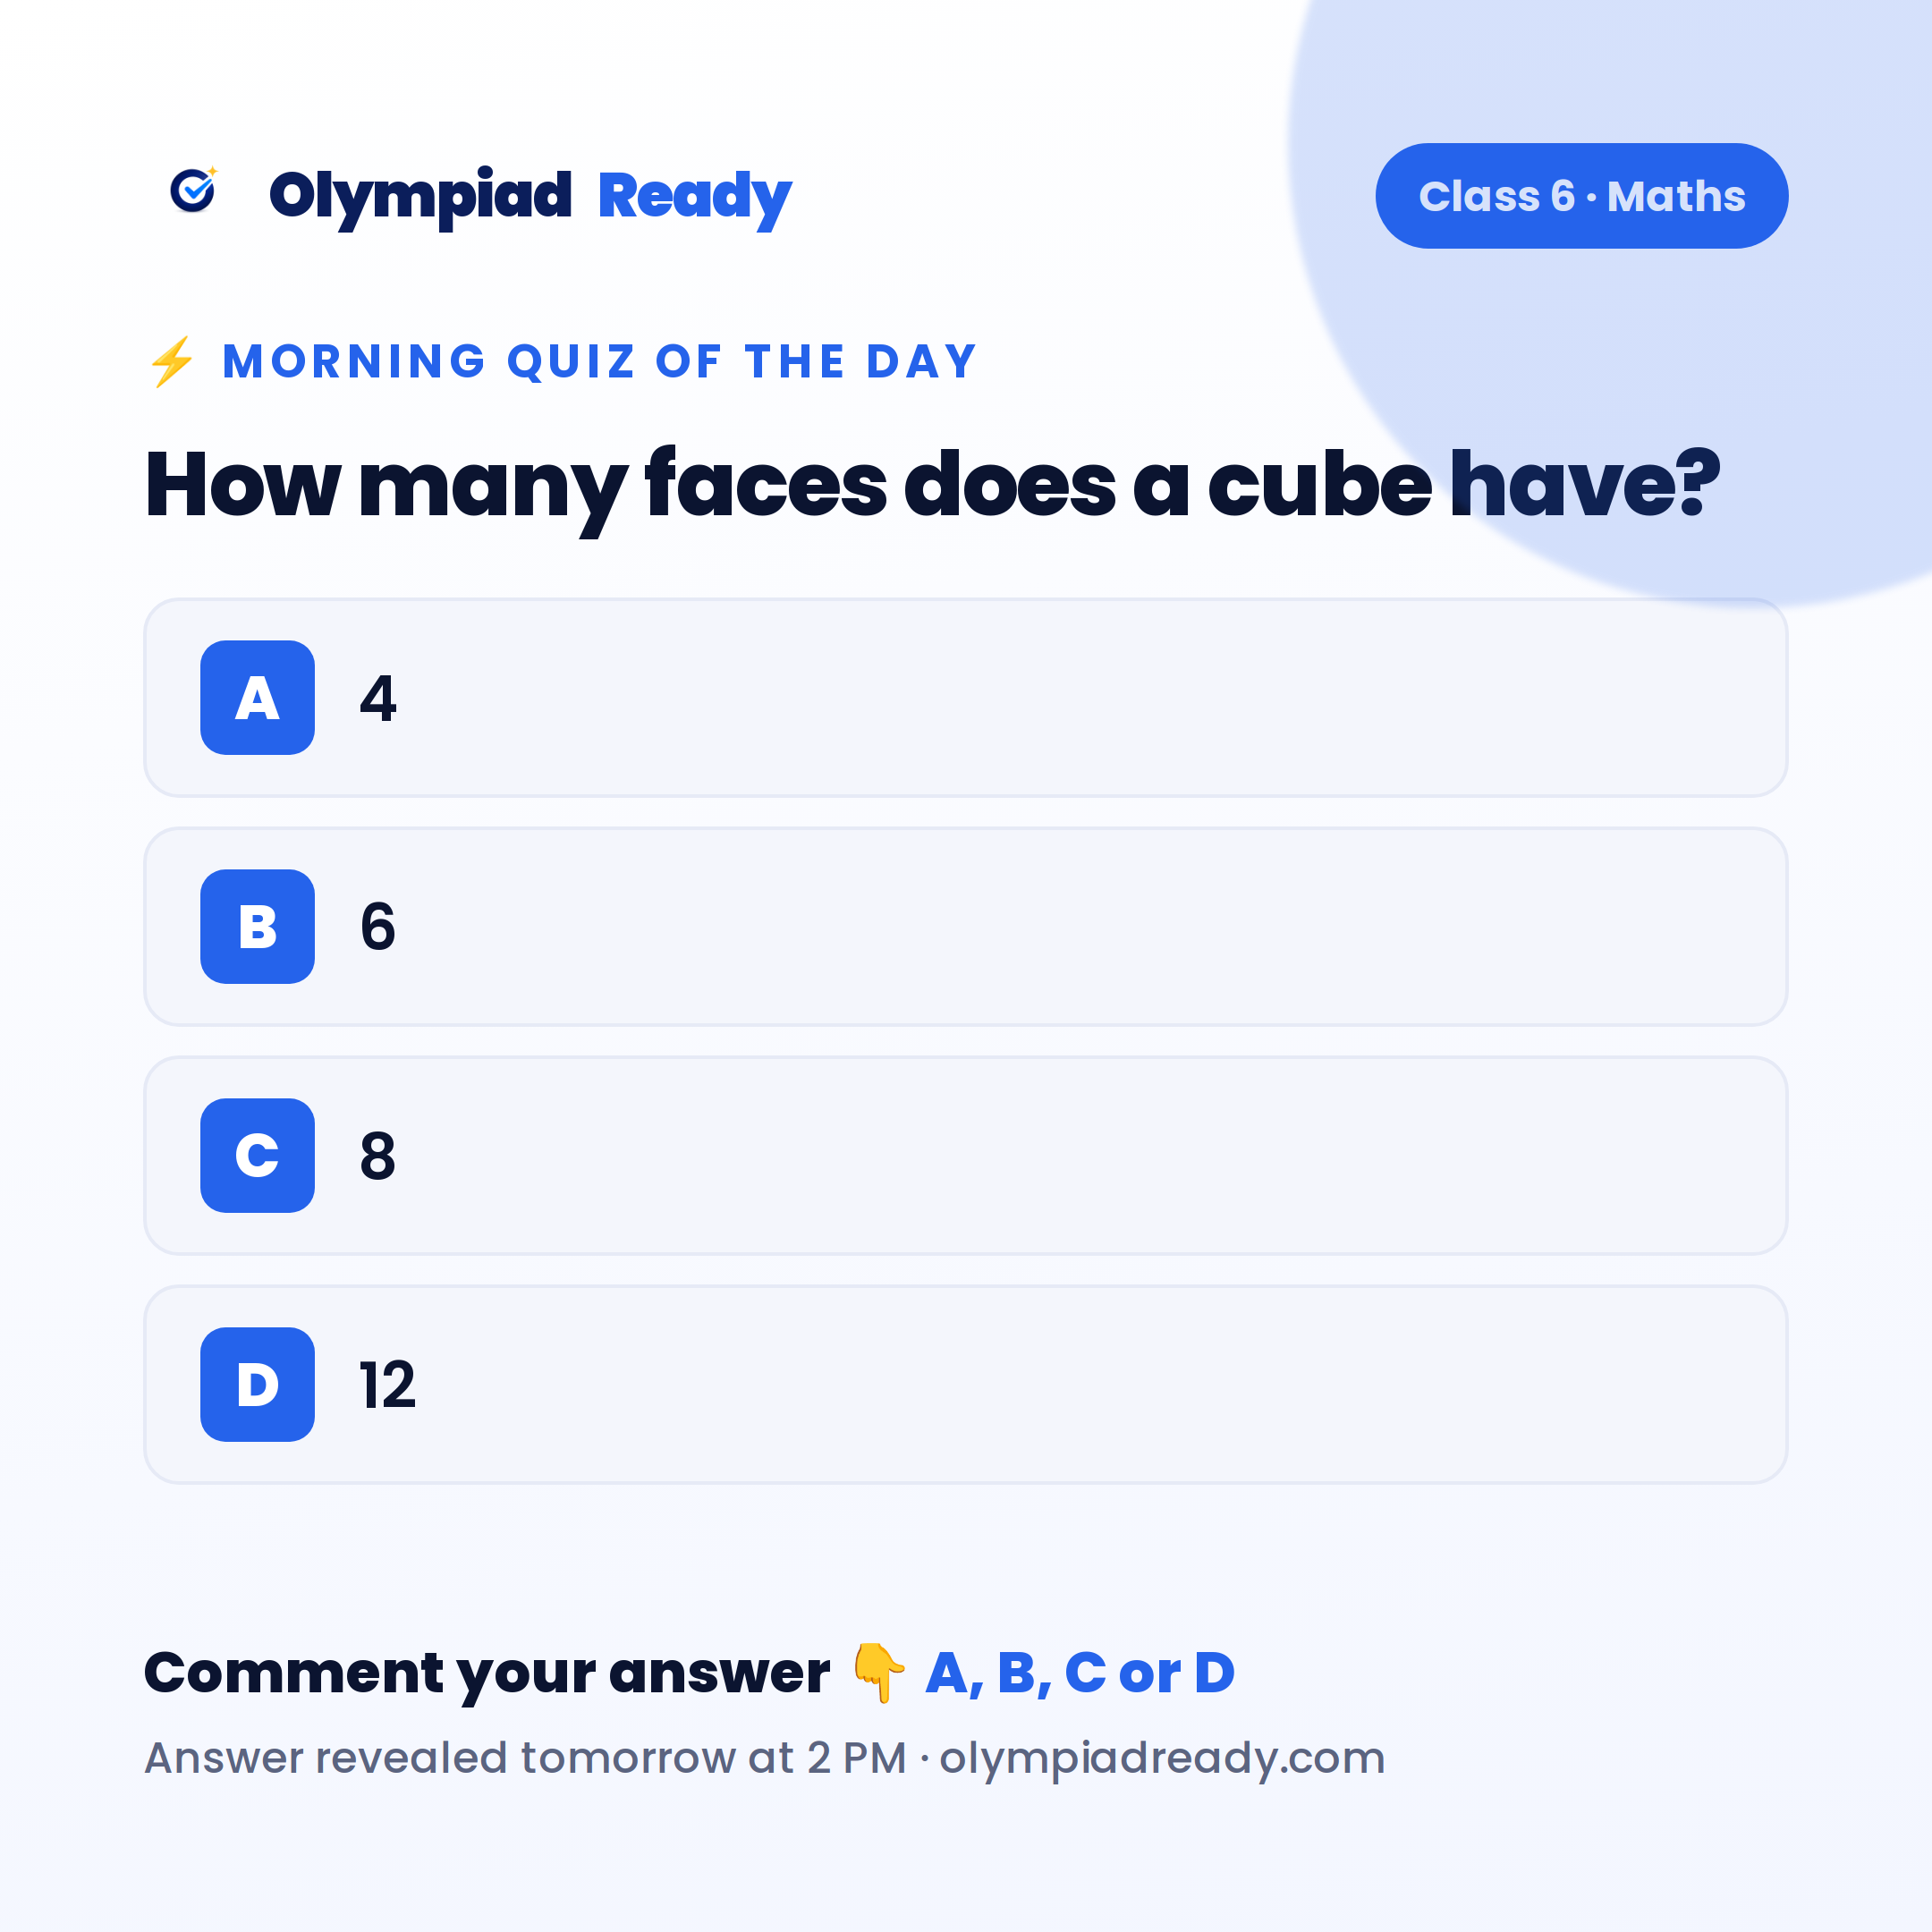 Olympiad Ready
Class 6 · Maths
⚡ MORNING QUIZ OF THE DAY
How many faces does a cube have?
A 4
B 6
C 8
D 12
Comment your answer 👇 A, B, C or D
Answer revealed tomorrow at 2 PM · olympiadready.com